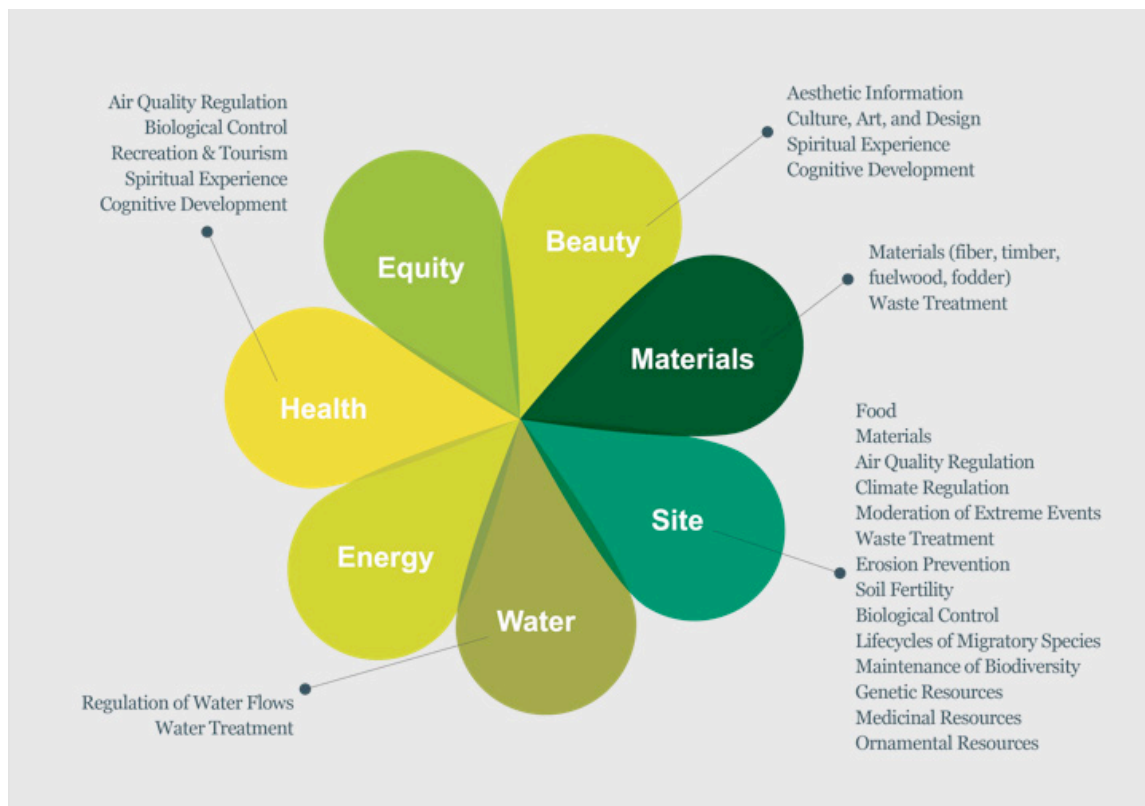 Air Quality Regulation
Biological Control
Recreation & Tourism
Spiritual Experience
Cognitive Development
Aesthetic Information
Culture, Art, and Design
Spiritual Experience
Cognitive Development
Equity
Beauty
Materials (fiber, timber,
fuelwood, fodder)
Waste Treatment
Materials
Health
Food
Materials
Air Quality Regulation
Climate Regulation
Moderation of Extreme Events
Waste Treatment
Erosion Prevention
Soil Fertility
Biological Control
Lifecycles of Migratory Species
Maintenance of Biodiversity
Genetic Resources
Medicinal Resources
Ornamental Resources
Site
Energy
Water
Regulation of Water Flows
Water Treatment